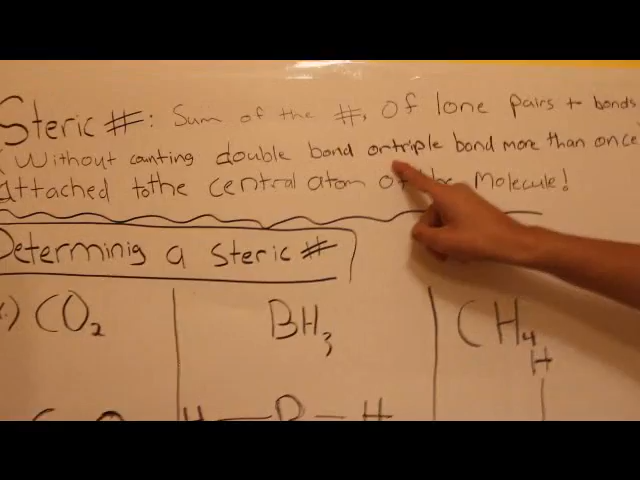 Steric #: Sum of the #s of lone pairs + bonds
(Without counting double bond or triple bond more than once)
attached to the central atom of the Molecule!
Determinig a steric #
CO2 BH3 CH4
H
H — B — H